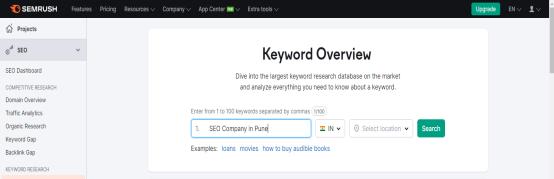 SEMRUSH
Features Pricing Resources Company App Center NEW Extra tools Upgrade EN
Projects
SEO
SEO Dashboard
COMPETITIVE RESEARCH
Domain Overview
Traffic Analytics
Organic Research
Keyword Gap
Backlink Gap
KEYWORD RESEARCH
Keyword Overview
Dive into the largest keyword research database on the market
and analyze everything you need to know about a keyword.
Enter from 1 to 100 keywords separated by commas 1/100
1. SEO Company in Pune
IN
Select location
Search
Examples: loans movies how to buy audible books